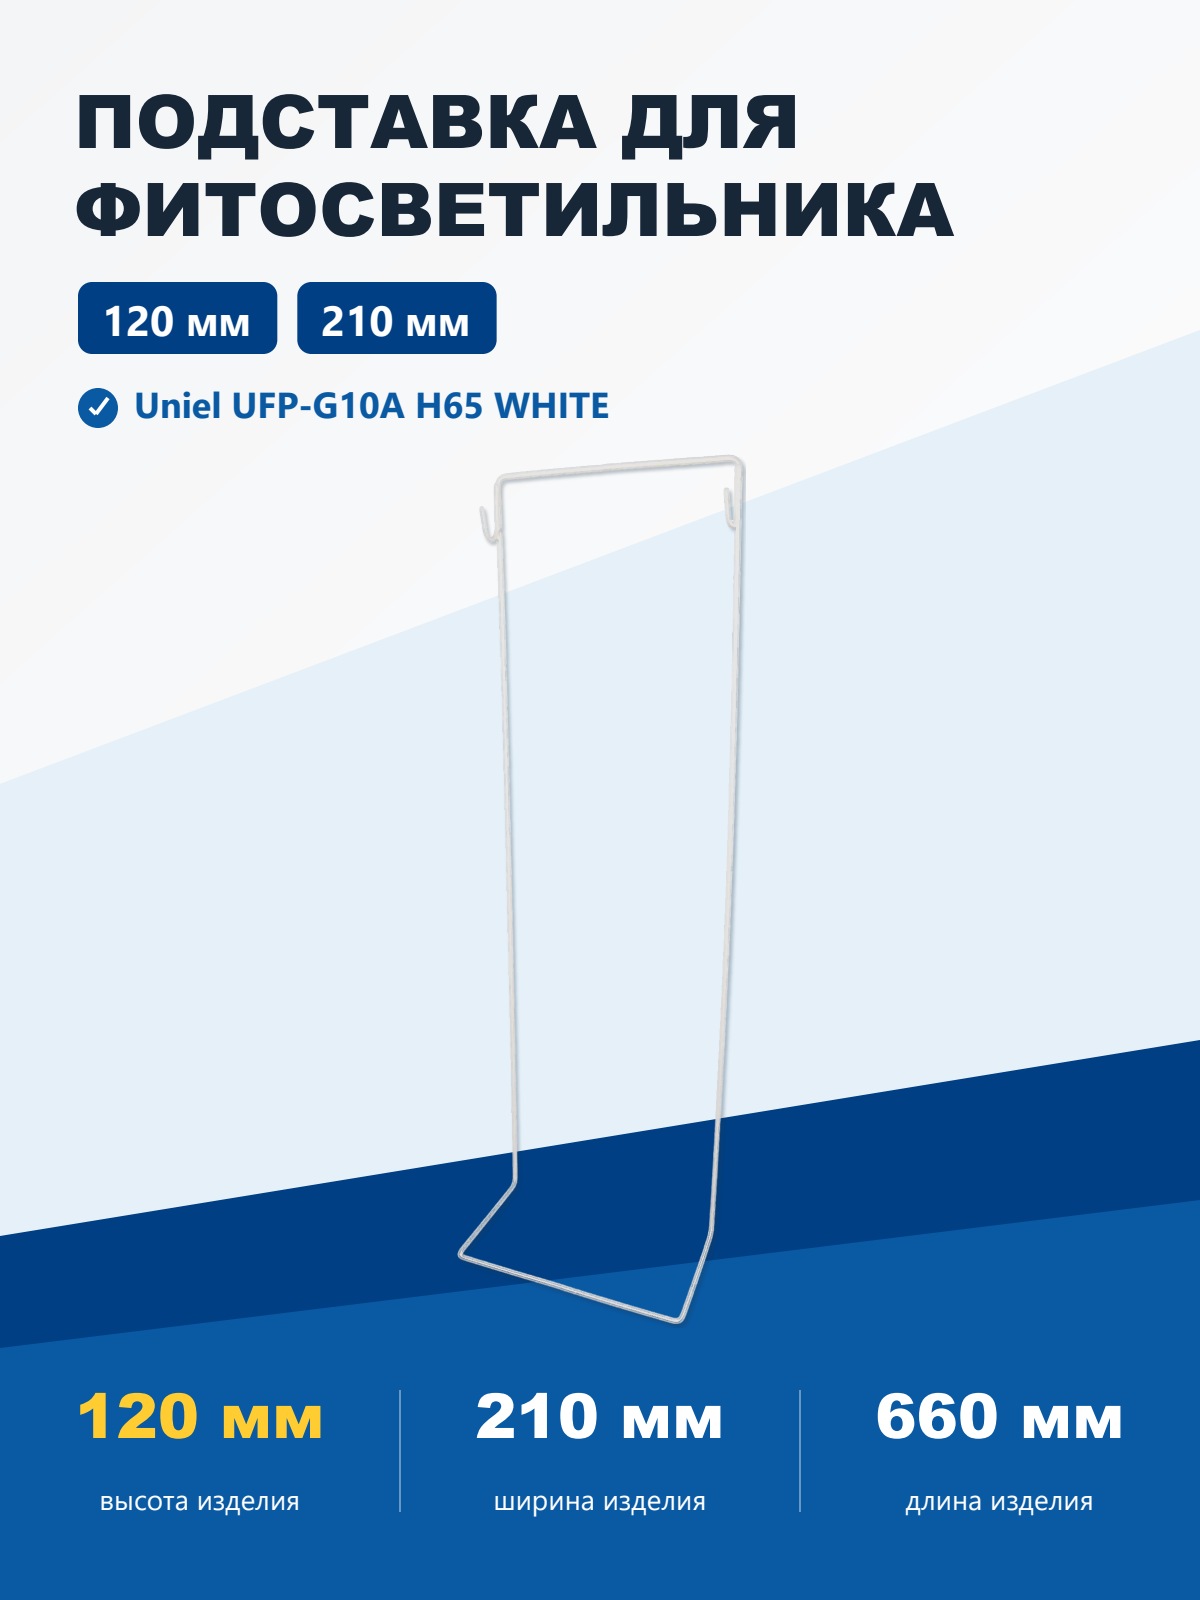 ПОДСТАВКА ДЛЯ
ФИТОСВЕТИЛЬНИКА
120 мм 210 мм
Uniel UFP-G10A H65 WHITE
120 мм 210 мм 660 мм
высота изделия ширина изделия длина изделия